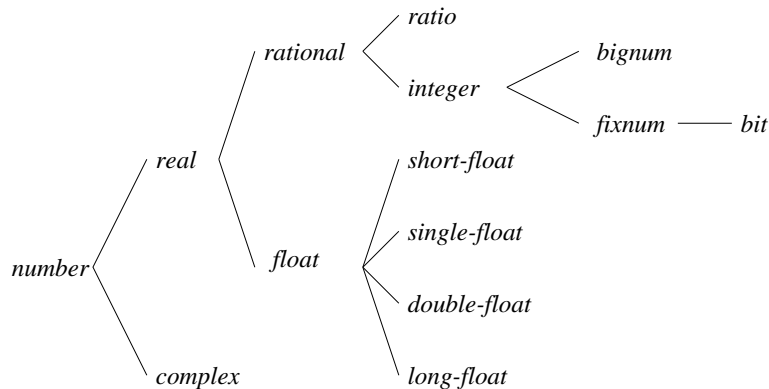 ratio
rational
bignum
integer
fixnum
bit
real
short-float
single-float
number
float
double-float
complex
long-float